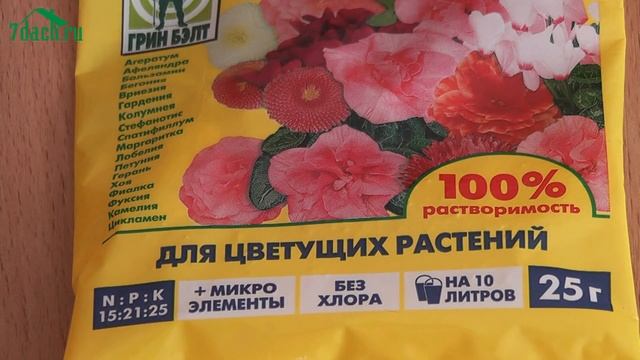 7dach.ru
ГРИН БЭЛТ
Агератум
Афеляндра
Бальзамин
Бегония
Вриезия
Гардения
Колумнея
Стефанотис
Спатифиллум
Маргаритка
Лобелия
Петуния
Герань
Хоя
Фиалка
Фуксия
Камелия
Цикламен
100%
растворимость
ДЛЯ ЦВЕТУЩИХ РАСТЕНИЙ
N : P : K
15:21:25
+ МИКРО
ЭЛЕМЕНТЫ
БЕЗ
ХЛОРА
НА 10
ЛИТРОВ
25 г